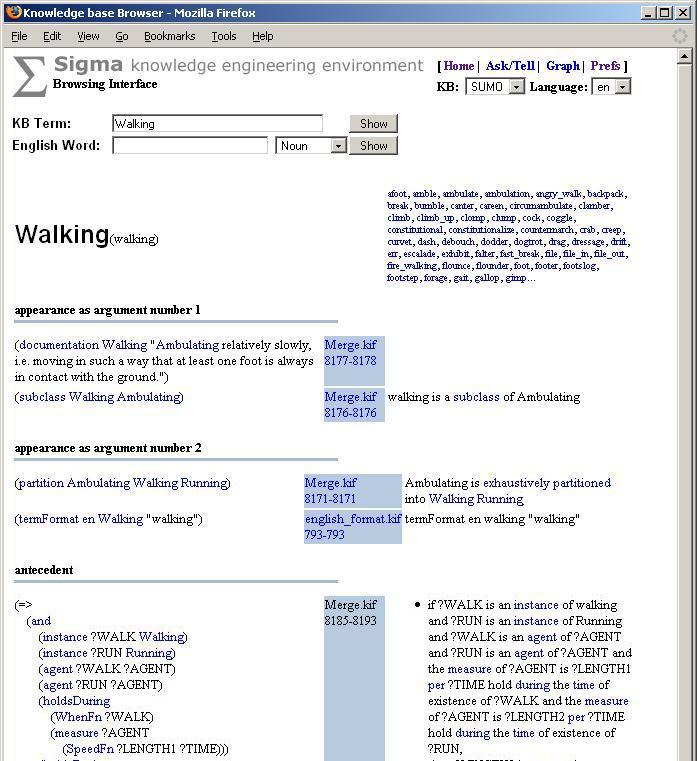 Knowledge base Browser - Mozilla Firefox
File Edit View Go Bookmarks Tools Help
Sigma knowledge engineering environment
Browsing Interface
[ Home | Ask/Tell | Graph | Prefs ]
KB: SUMO Language: en
KB Term: Walking Show
English Word: Noun Show
Walking(walking)
afoot, amble, ambulate, ambulation, angry_walk, backpack,
break, bumble, canter, careen, circumambulate, clamber,
climb, climb_up, clomp, clump, cock, coggle,
constitutional, constitutionalize, countermarch, crab, creep,
curvet, dash, debouch, dodder, dogtrot, drag, dressage, drift,
err, escalade, exhibit, falter, fast_break, file, file_in, file_out,
fire_walking, flounce, flounder, foot, footer, footslog,
footstep, forage, gait, gallop, gimp...
appearance as argument number 1
(documentation Walking "Ambulating relatively slowly,
i.e. moving in such a way that at least one foot is always
in contact with the ground.")
Merge.kif
8177-8178
(subclass Walking Ambulating)
Merge.kif
8176-8176
walking is a subclass of Ambulating
appearance as argument number 2
(partition Ambulating Walking Running)
Merge.kif
8171-8171
Ambulating is exhaustively partitioned
into Walking Running
(termFormat en Walking "walking")
english_format.kif
793-793
termFormat en walking "walking"
antecedent
(=>
(and
(instance ?WALK Walking)
(instance ?RUN Running)
(agent ?WALK ?AGENT)
(agent ?RUN ?AGENT)
(holdsDuring
(WhenFn ?WALK)
(measure ?AGENT
(SpeedFn ?LENGTH1 ?TIME)))
Merge.kif
8185-8193
• if ?WALK is an instance of walking
and ?RUN is an instance of Running
and ?WALK is an agent of ?AGENT
and ?RUN is an agent of ?AGENT and
the measure of ?AGENT is ?LENGTH1
per ?TIME hold during the time of
existence of ?WALK and the measure
of ?AGENT is ?LENGTH2 per ?TIME
hold during the time of existence of
?RUN,